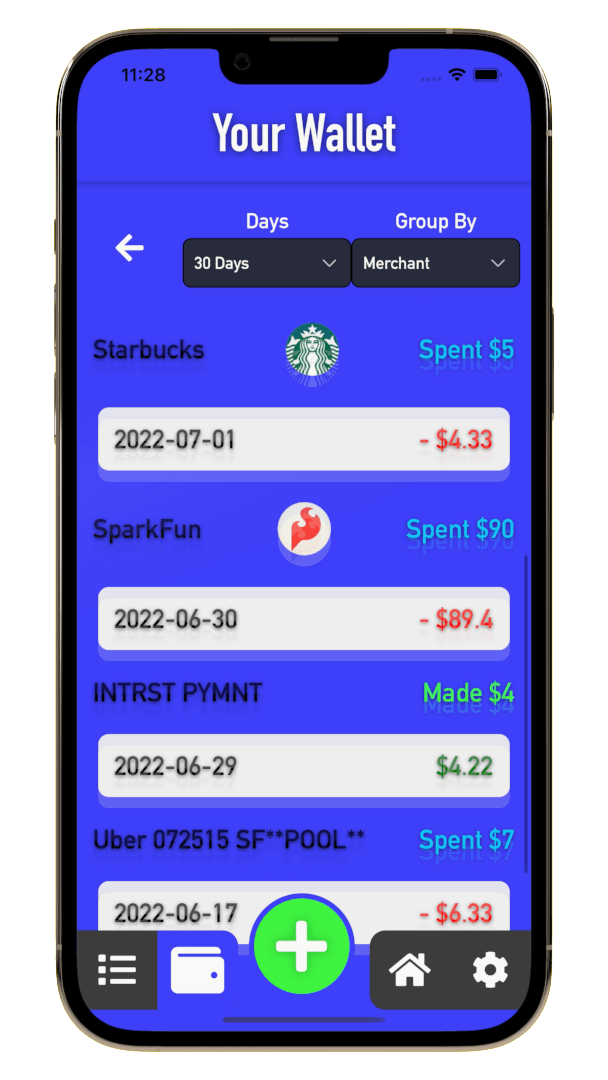 11:28
Your Wallet
Days Group By
30 Days Merchant
Starbucks Spent $5
2022-07-01 - $4.33
SparkFun Spent $90
2022-06-30 - $89.4
INTRST PYMNT Made $4
2022-06-29 $4.22
Uber 072515 SF**POOL** Spent $7
2022-06-17 - $6.33